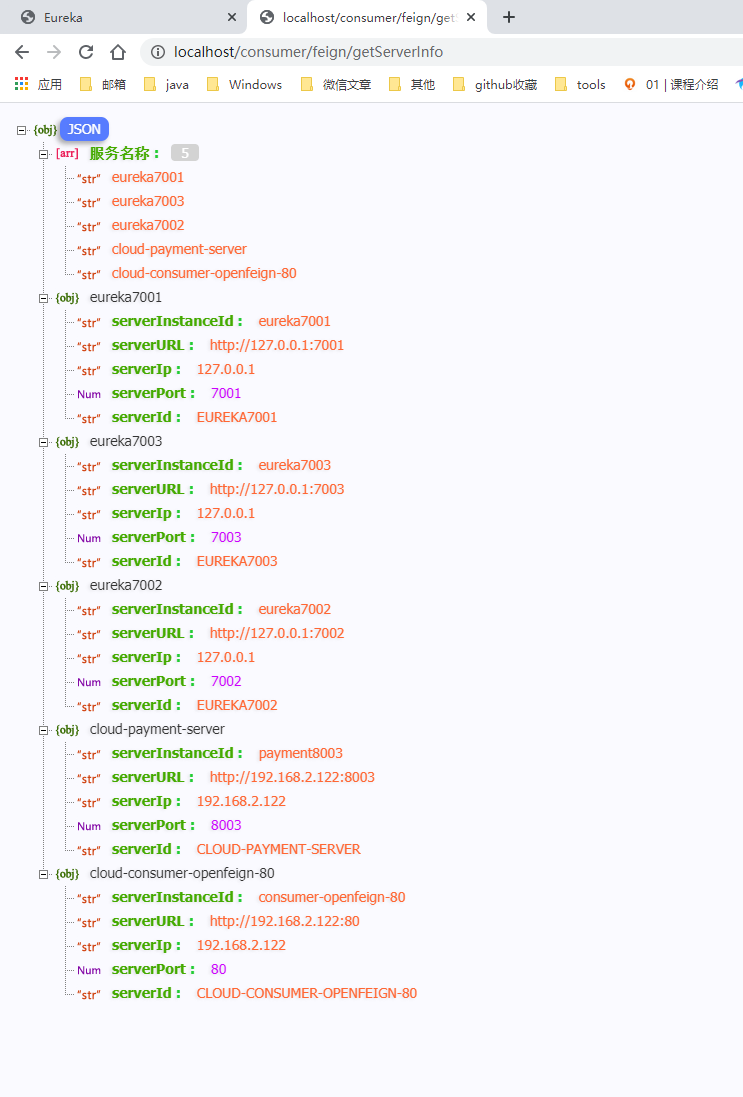 Eureka
localhost/consumer/feign/get
localhost/consumer/feign/getServerInfo
应用 邮箱 java Windows 微信文章 其他 github收藏 tools 01 | 课程介绍
{obj} JSON
[arr] 服务名称 : 5
"str" eureka7001
"str" eureka7003
"str" eureka7002
"str" cloud-payment-server
"str" cloud-consumer-openfeign-80
{obj} eureka7001
"str" serverInstanceId : eureka7001
"str" serverURL : http://127.0.0.1:7001
"str" serverIp : 127.0.0.1
Num serverPort : 7001
"str" serverId : EUREKA7001
{obj} eureka7003
"str" serverInstanceId : eureka7003
"str" serverURL : http://127.0.0.1:7003
"str" serverIp : 127.0.0.1
Num serverPort : 7003
"str" serverId : EUREKA7003
{obj} eureka7002
"str" serverInstanceId : eureka7002
"str" serverURL : http://127.0.0.1:7002
"str" serverIp : 127.0.0.1
Num serverPort : 7002
"str" serverId : EUREKA7002
{obj} cloud-payment-server
"str" serverInstanceId : payment8003
"str" serverURL : http://192.168.2.122:8003
"str" serverIp : 192.168.2.122
Num serverPort : 8003
"str" serverId : CLOUD-PAYMENT-SERVER
{obj} cloud-consumer-openfeign-80
"str" serverInstanceId : consumer-openfeign-80
"str" serverURL : http://192.168.2.122:80
"str" serverIp : 192.168.2.122
Num serverPort : 80
"str" serverId : CLOUD-CONSUMER-OPENFEIGN-80